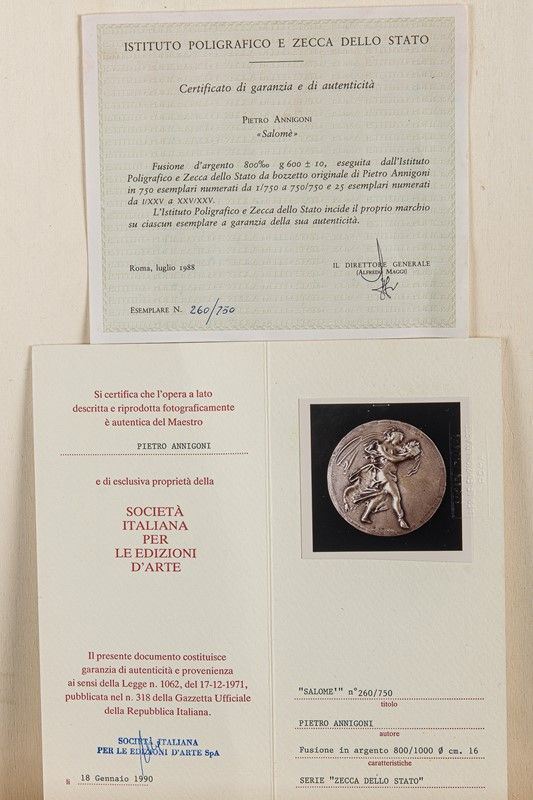 ISTITUTO POLIGRAFICO E ZECCA DELLO STATO
Certificato di garanzia e di autenticità
PIETRO ANNIGONI
«Salomè»
Fusione d'argento 800‰ g 600 ± 10, eseguita dall'Istituto
Poligrafico e Zecca dello Stato da bozzetto originale di Pietro Annigoni
in 750 esemplari numerati da 1/750 a 750/750 e 25 esemplari numerati
da I/XXV a XXV/XXV.
L'Istituto Poligrafico e Zecca dello Stato incide il proprio marchio
su ciascun esemplare a garanzia della sua autenticità.
Roma, luglio 1988
IL DIRETTORE GENERALE
(ALFREDO MAGGI)
ESEMPLARE N. 260/750
Si certifica che l'opera a lato
descritta e riprodotta fotograficamente
è autentica del Maestro
PIETRO ANNIGONI
e di esclusiva proprietà della
SOCIETÀ
ITALIANA
PER
LE EDIZIONI
D'ARTE
Il presente documento costituisce
garanzia di autenticità e provenienza
ai sensi della Legge n. 1062, del 17-12-1971,
pubblicata nel n. 318 della Gazzetta Ufficiale
della Repubblica Italiana.
SOCIETÀ ITALIANA
PER LE EDIZIONI D'ARTE SpA
lì 18 Gennaio 1990
"SALOME'" n°260/750
titolo
PIETRO ANNIGONI
autore
Fusione in argento 800/1000 Ø cm. 16
caratteristiche
SERIE "ZECCA DELLO STATO"